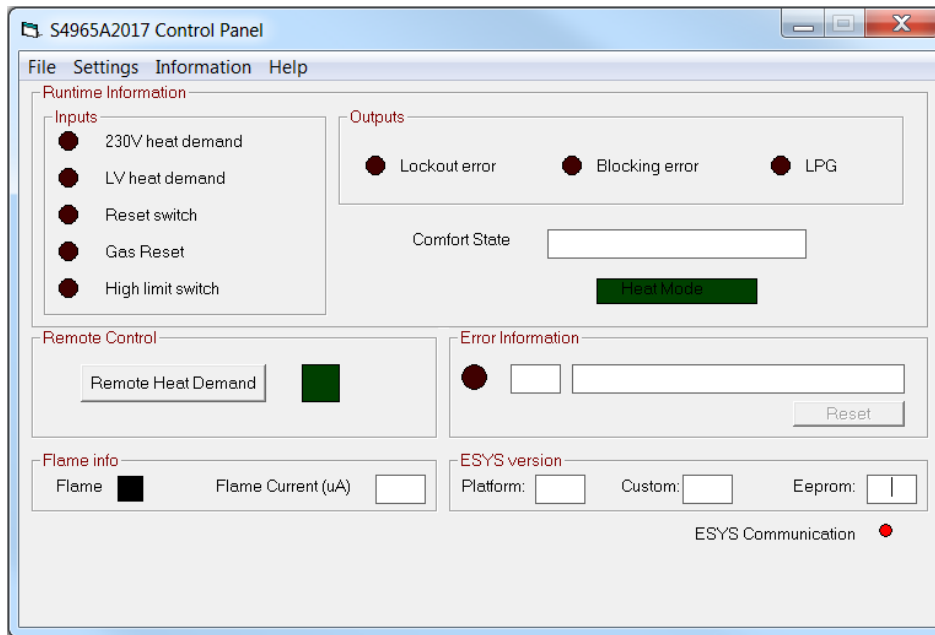 S4965A2017 Control Panel
File Settings Information Help
Runtime Information
Inputs
230V heat demand
LV heat demand
Reset switch
Gas Reset
High limit switch
Outputs
Lockout error Blocking error LPG
Comfort State
Heat Mode
Remote Control
Remote Heat Demand
Error Information
Reset
Flame info
Flame Flame Current (uA)
ESYS version
Platform: Custom: Eeprom:
ESYS Communication